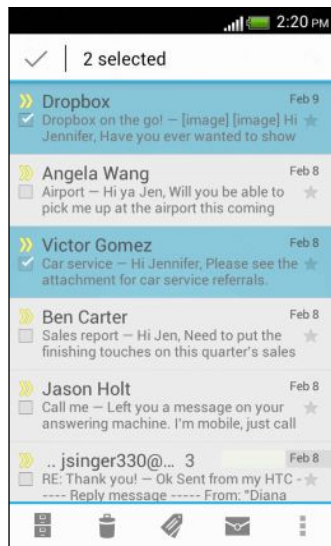 2:20 PM
2 selected
Dropbox Feb 9
Dropbox on the go! — [image] [image] Hi
Jennifer, Have you ever wanted to show
Angela Wang Feb 8
Airport — Hi ya Jen, Will you be able to
pick me up at the airport this coming
Victor Gomez Feb 8
Car service — Hi Jennifer, Please see the
attachment for car service referrals.
Ben Carter Feb 8
Sales report — Hi Jen, Need to put the
finishing touches on this quarter's sales
Jason Holt Feb 8
Call me — Left you a message on your
answering machine. I'm mobile, just call
.. jsinger330@... 3 Feb 8
RE: Thank you! — Ok Sent from my HTC -
---- Reply message ----- From: "Diana